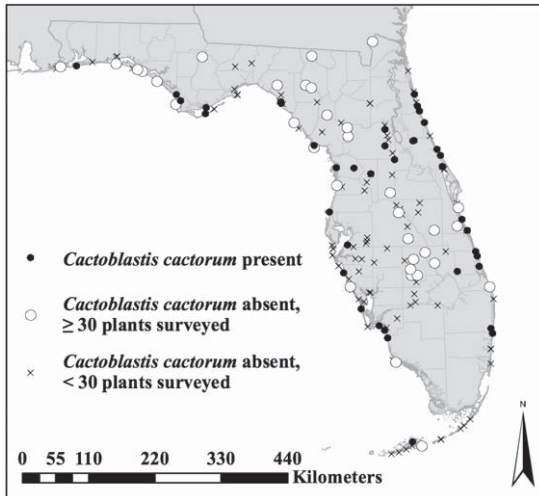 N
Cactoblastis cactorum present
Cactoblastis cactorum absent,
≥ 30 plants surveyed
Cactoblastis cactorum absent,
< 30 plants surveyed
0 55 110 220 330 440
Kilometers